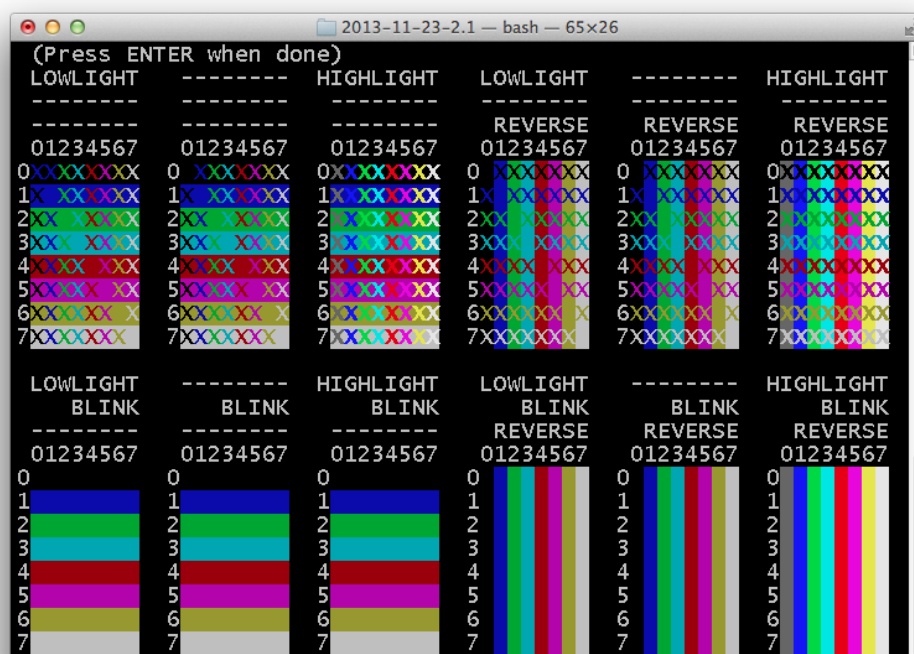 2013-11-23-2.1 — bash — 65×26
(Press ENTER when done)
LOWLIGHT -------- HIGHLIGHT LOWLIGHT -------- HIGHLIGHT
-------- -------- -------- -------- -------- --------
-------- -------- -------- REVERSE REVERSE REVERSE
01234567 01234567 01234567 01234567 01234567 01234567
0 XXXXXXX 0 XXXXXXX 0XXXXXXXX 0 XXXXXXX 0 XXXXXXX 0XXXXXXXX
1X XXXXXX 1X XXXXXX 1XXXXXXXX 1X XXXXXX 1X XXXXXX 1XXXXXXXX
2XX XXXXX 2XX XXXXX 2XXXXXXXX 2XX XXXXX 2XX XXXXX 2XXXXXXXX
3XXX XXXX 3XXX XXXX 3XXXXXXXX 3XXX XXXX 3XXX XXXX 3XXXXXXXX
4XXXX XXX 4XXXX XXX 4XXXXXXXX 4XXXX XXX 4XXXX XXX 4XXXXXXXX
5XXXXX XX 5XXXXX XX 5XXXXXXXX 5XXXXX XX 5XXXXX XX 5XXXXXXXX
6XXXXXX X 6XXXXXX X 6XXXXXXXX 6XXXXXX X 6XXXXXX X 6XXXXXXXX
7XXXXXXX 7XXXXXXX 7XXXXXXXX 7XXXXXXX 7XXXXXXX 7XXXXXXXX
LOWLIGHT -------- HIGHLIGHT LOWLIGHT -------- HIGHLIGHT
BLINK BLINK BLINK BLINK BLINK BLINK
-------- -------- -------- REVERSE REVERSE REVERSE
01234567 01234567 01234567 01234567 01234567 01234567
0 0 0 0 0 0
1 1 1 1 1 1
2 2 2 2 2 2
3 3 3 3 3 3
4 4 4 4 4 4
5 5 5 5 5 5
6 6 6 6 6 6
7 7 7 7 7 7